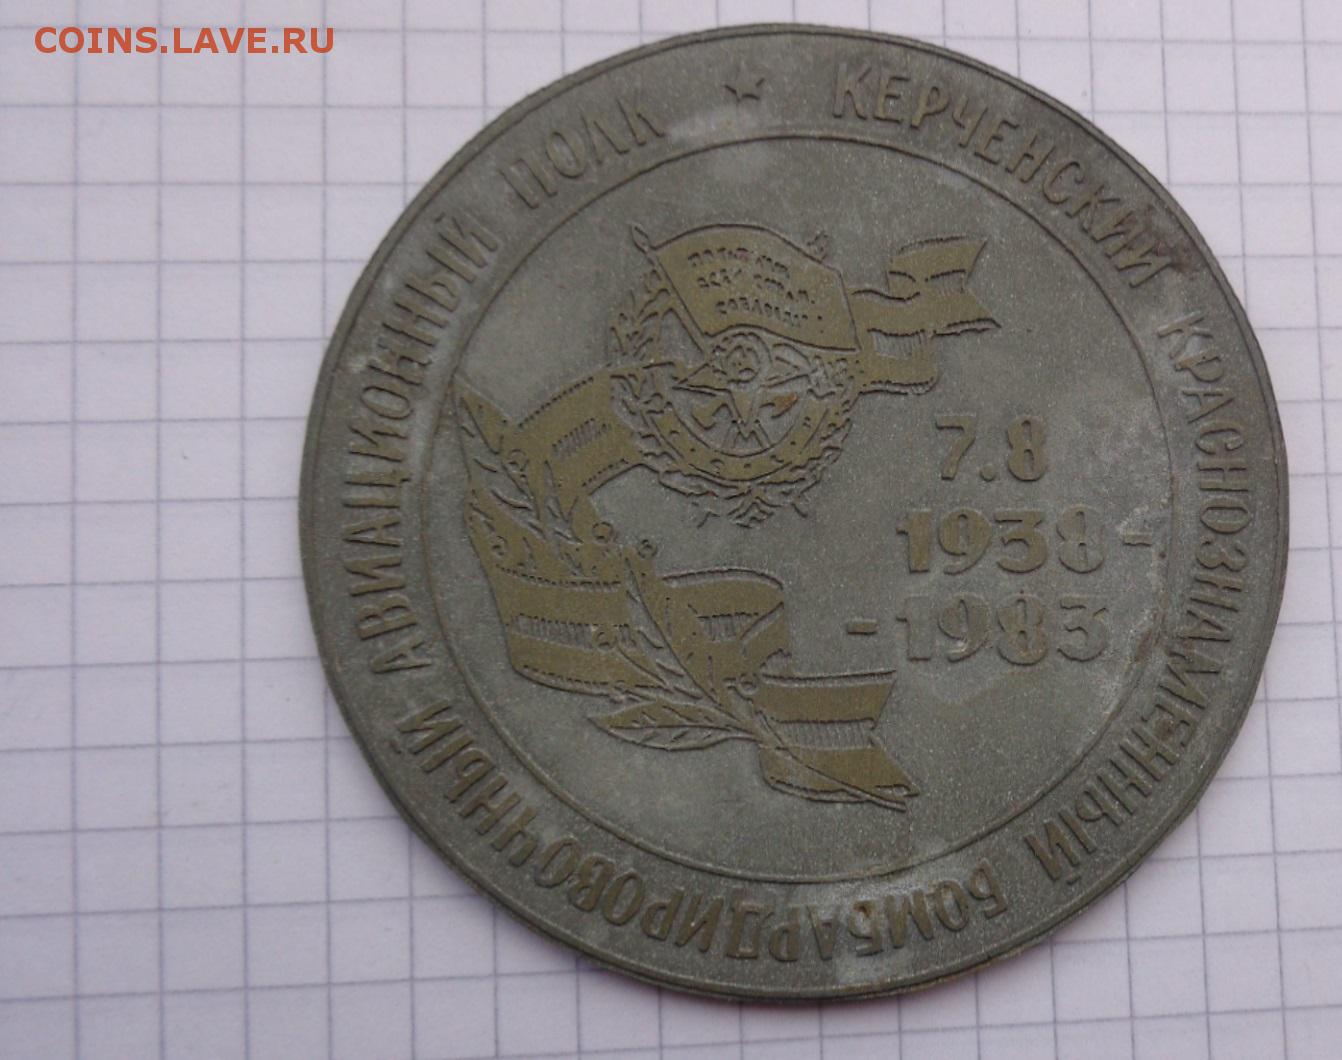 COINS.LAVE.RU
КЕРЧЕНСКИЙ КРАСНОЗНАМЕННЫЙ БОМБАРДИРОВОЧНЫЙ АВИАЦИОННЫЙ ПОЛК
7.8
1938-
-1983